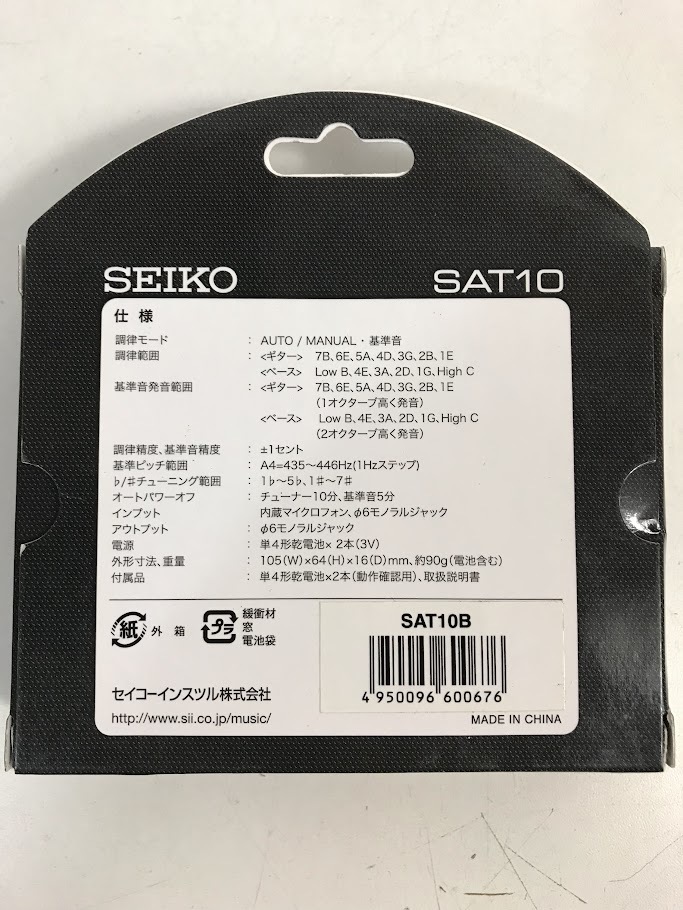 SEIKO SAT10
仕様
調律モード : AUTO / MANUAL・基準音
調律範囲 : <ギター> 7B、6E、5A、4D、3G、2B、1E
<ベース> Low B、4E、3A、2D、1G、High C
基準音発音範囲 : <ギター> 7B、6E、5A、4D、3G、2B、1E
(1オクターブ高く発音)
<ベース> Low B、4E、3A、2D、1G、High C
(2オクターブ高く発音)
調律精度、基準音精度 : ±1セント
基準ピッチ範囲 : A4=435〜446Hz(1Hzステップ)
♭/♯チューニング範囲 : 1♭〜5♭、1♯〜7♯
オートパワーオフ : チューナー10分、基準音5分
インプット : 内蔵マイクロフォン、φ6モノラルジャック
アウトプット : φ6モノラルジャック
電源 : 単4形乾電池×2本(3V)
外形寸法、重量 : 105(W)×64(H)×16(D)mm、約90g(電池含む)
付属品 : 単4形乾電池×2本(動作確認用)、取扱説明書
紙 外箱
プラ 緩衝材
窓
電池袋
SAT10B
4 950096 600676
セイコーインスツル株式会社
http://www.sii.co.jp/music/
MADE IN CHINA